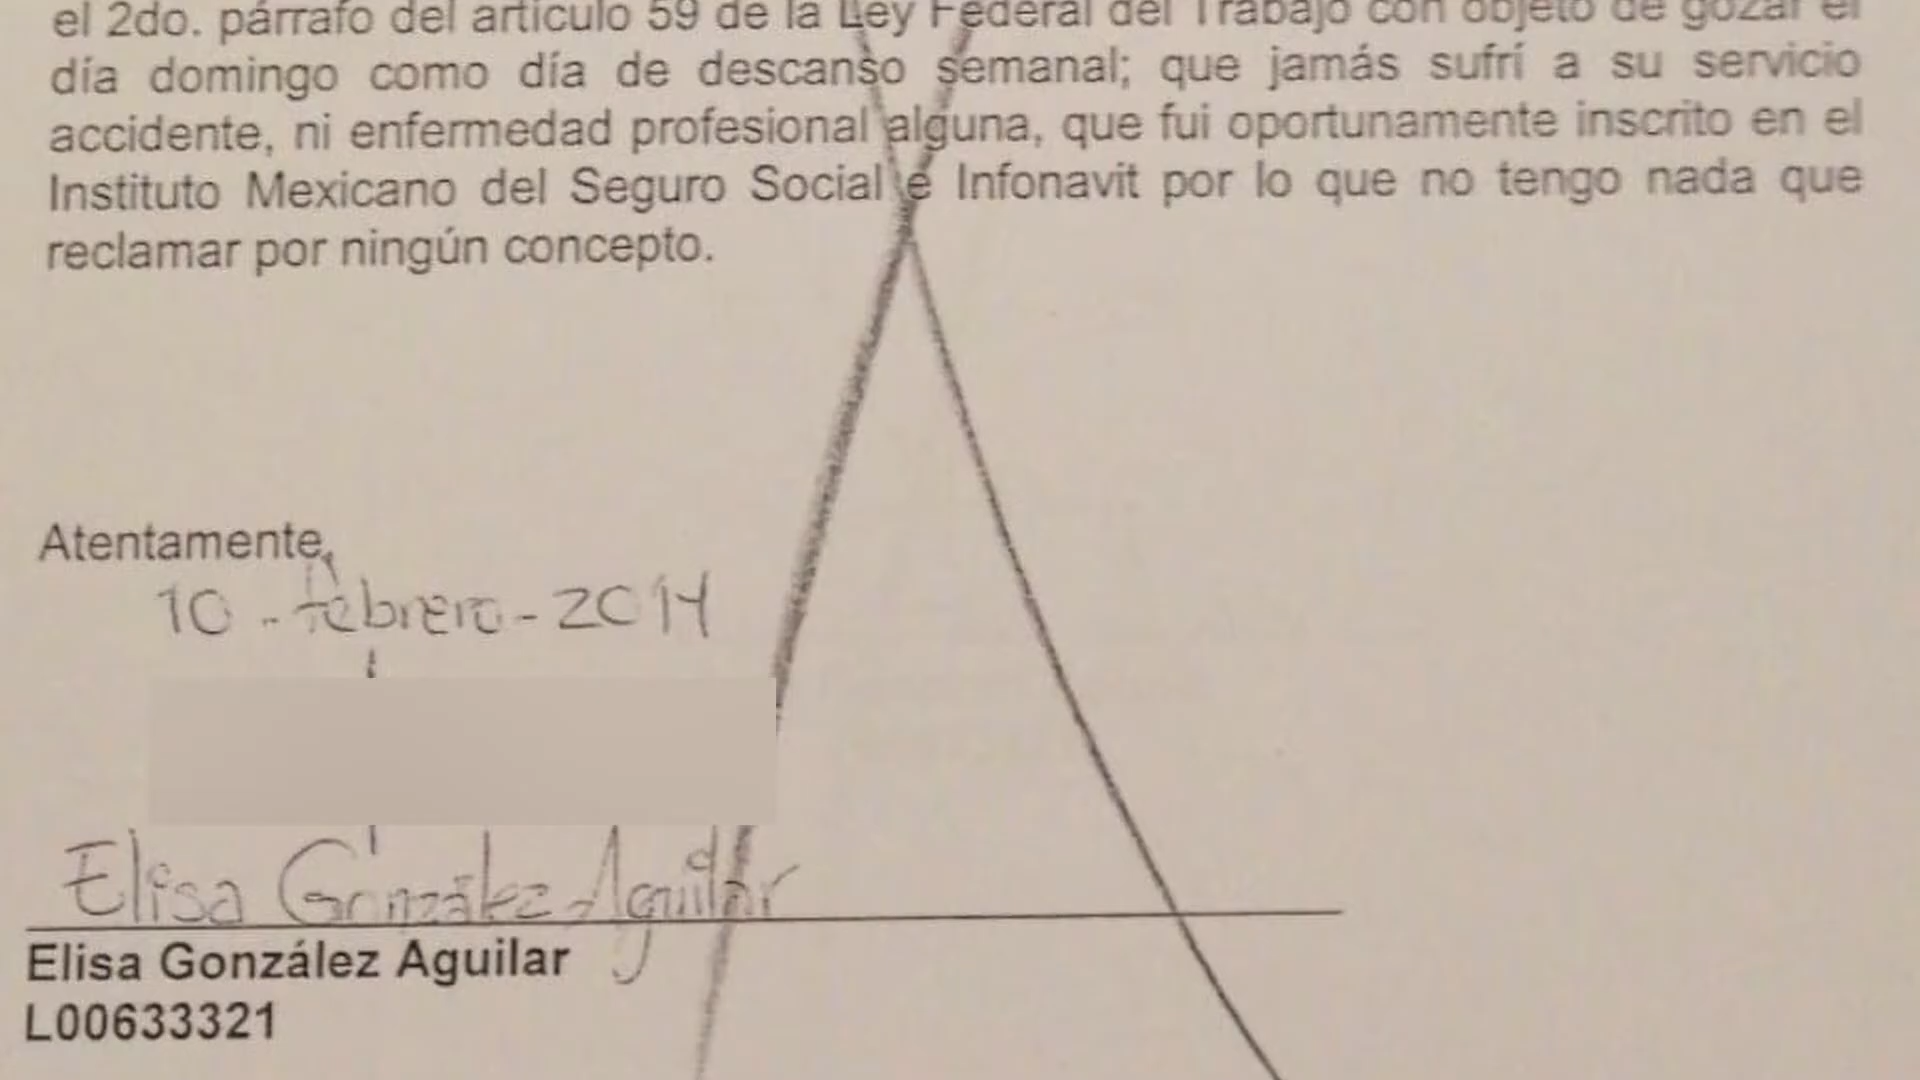 el 2do. párrafo del artículo 59 de la Ley Federal del Trabajo con objeto de gozar el
día domingo como día de descanso semanal; que jamás sufrí a su servicio
accidente, ni enfermedad profesional alguna, que fui oportunamente inscrito en el
Instituto Mexicano del Seguro Social e Infonavit por lo que no tengo nada que
reclamar por ningún concepto.
Atentamente,
10 - febrero - 2014
Elisa González Aguilar
Elisa González Aguilar
L00633321